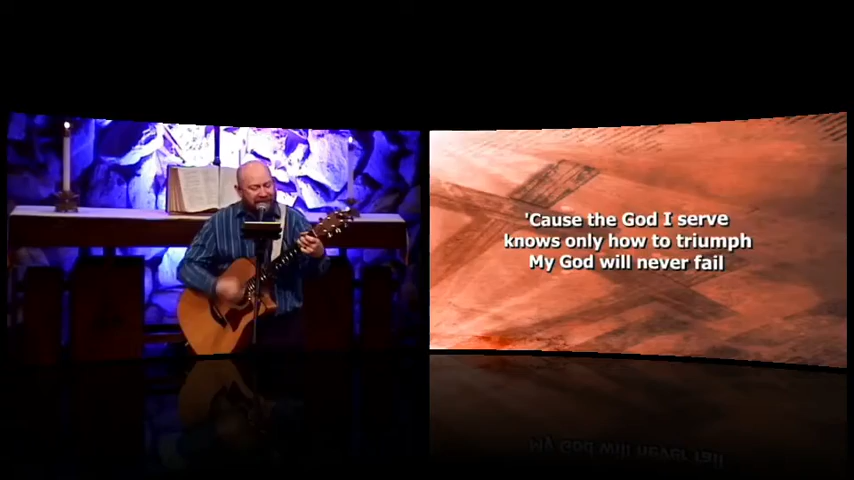 'Cause the God I serve
knows only how to triumph
My God will never fail